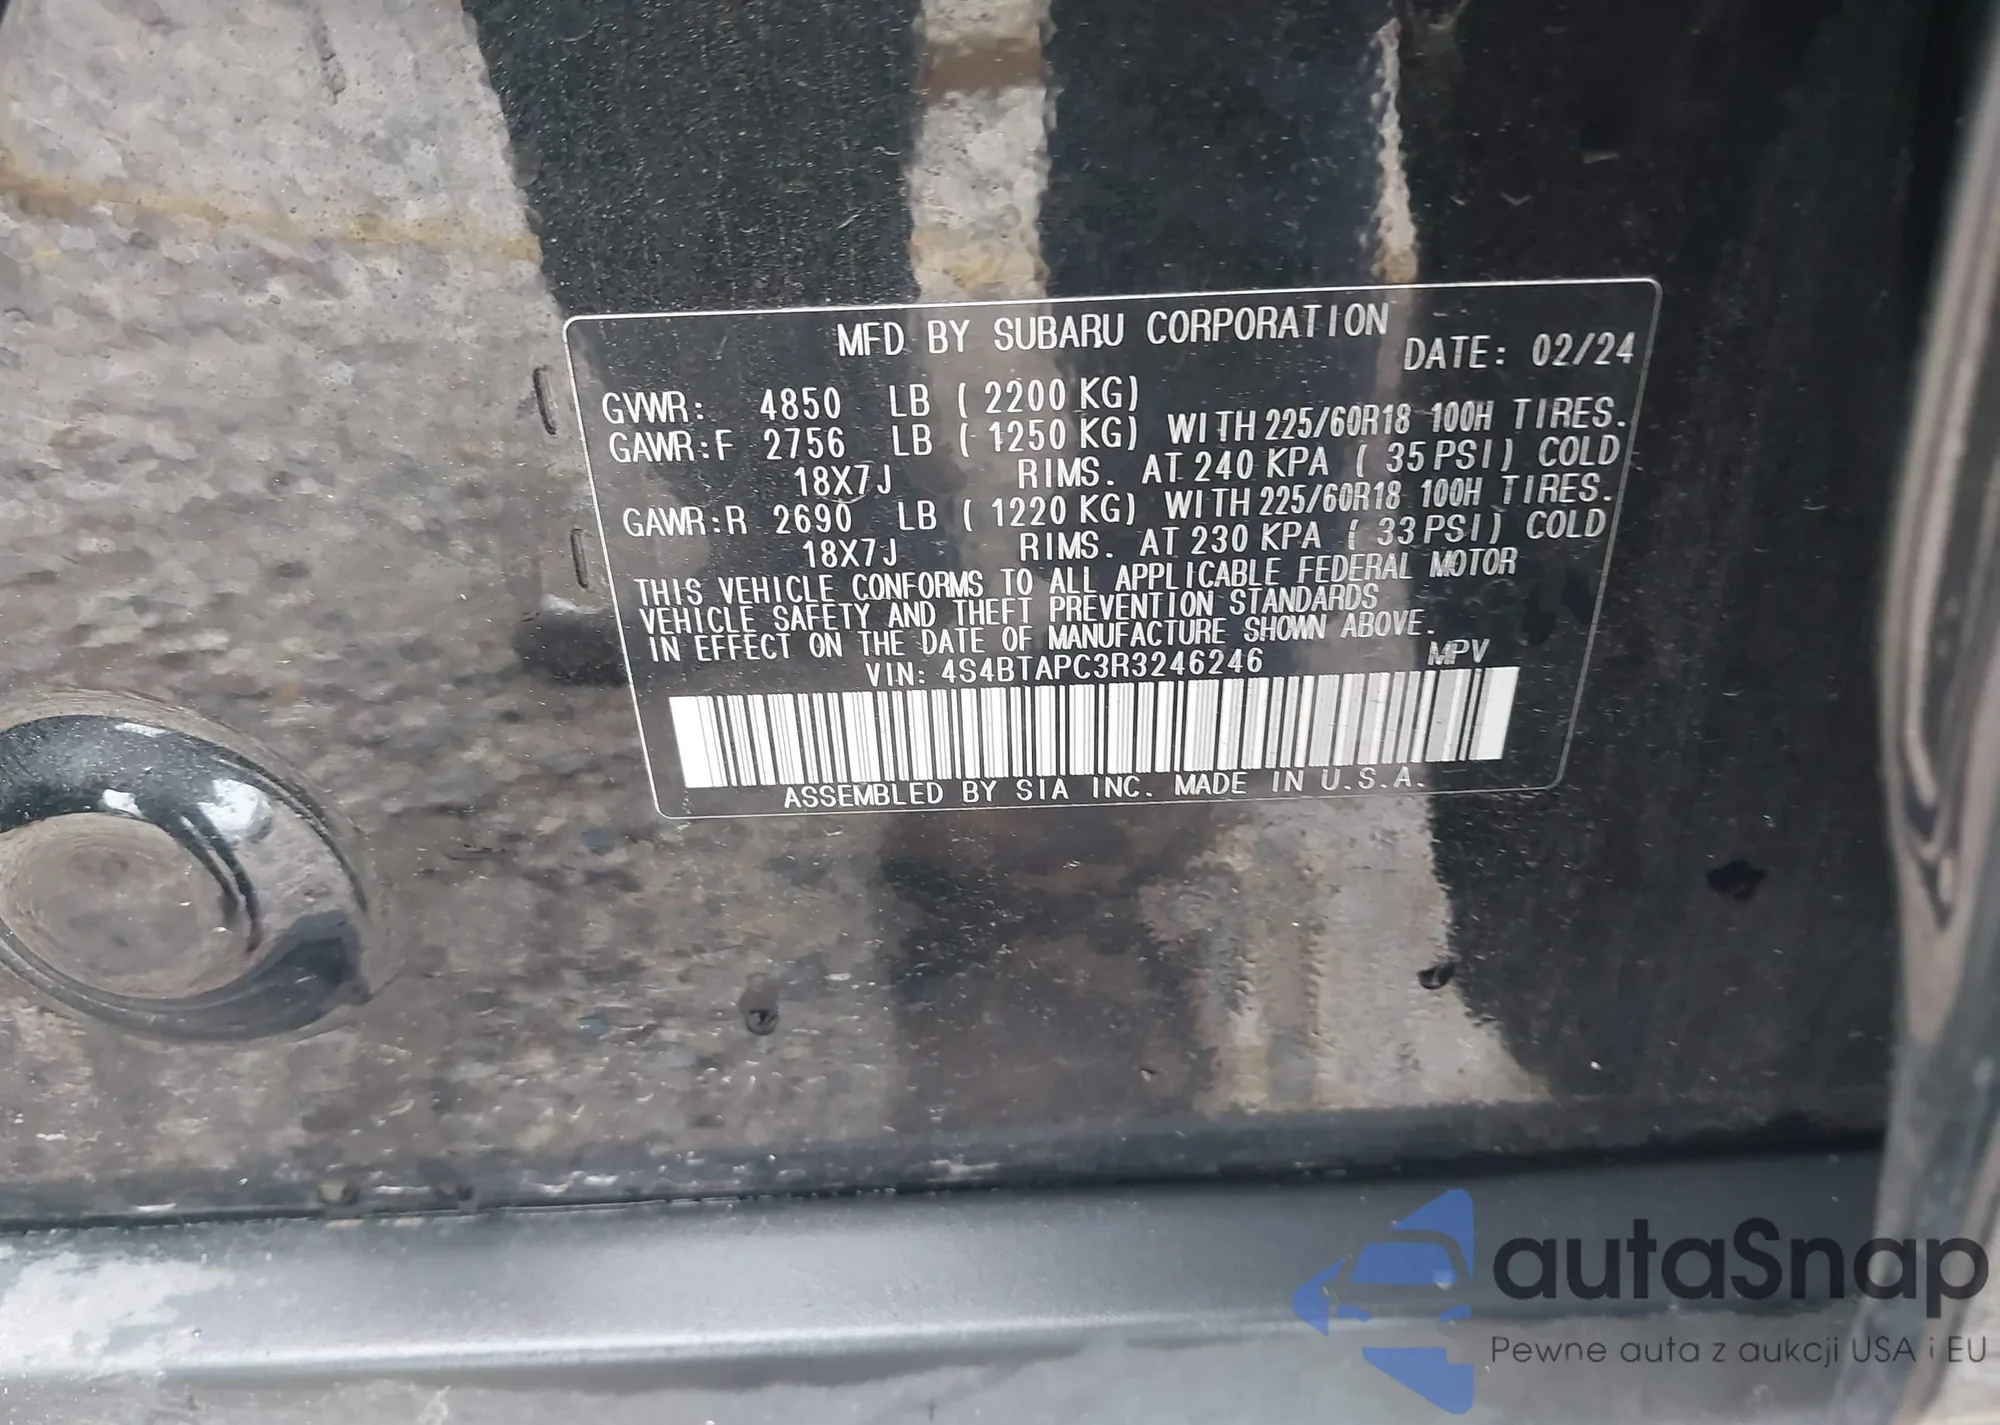 MFD BY SUBARU CORPORATION
DATE: 02/24
GVWR: 4850 LB ( 2200 KG)
GAWR:F 2756 LB ( 1250 KG) WITH 225/60R18 100H TIRES.
18X7J RIMS. AT 240 KPA ( 35 PSI) COLD
GAWR:R 2690 LB ( 1220 KG) WITH 225/60R18 100H TIRES.
18X7J RIMS. AT 230 KPA ( 33 PSI) COLD
THIS VEHICLE CONFORMS TO ALL APPLICABLE FEDERAL MOTOR
VEHICLE SAFETY AND THEFT PREVENTION STANDARDS
IN EFFECT ON THE DATE OF MANUFACTURE SHOWN ABOVE.
VIN: 4S4BTAPC3R3246246 MPV
ASSEMBLED BY SIA INC. MADE IN U.S.A.
autaSnap
Pewne auta z aukcji USA i EU